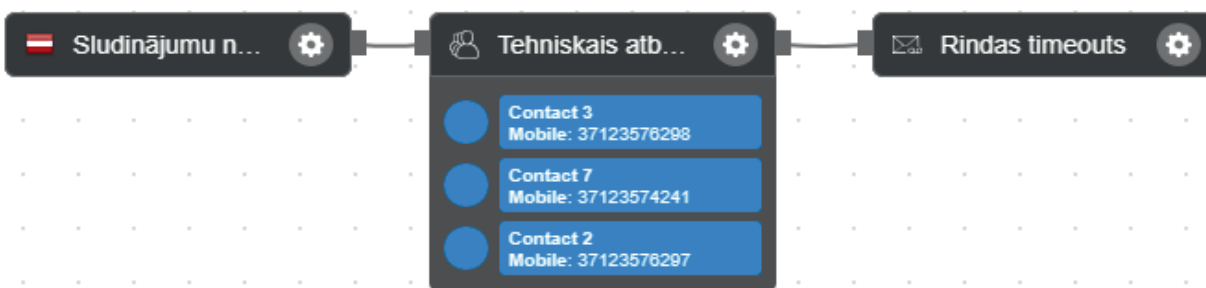 Sludinājumu n...
Tehniskais atb...
Rindas timeouts
Contact 3
Mobile: 37123576298
Contact 7
Mobile: 37123574241
Contact 2
Mobile: 37123576297